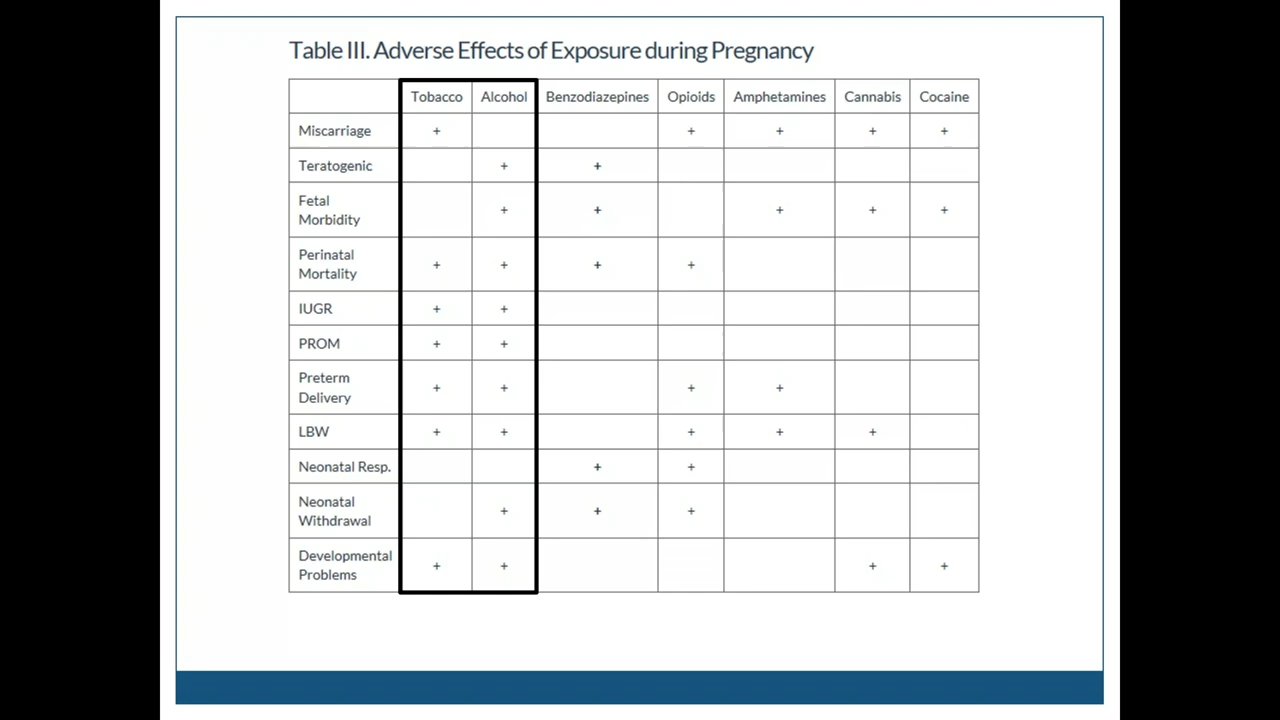 Table III. Adverse Effects of Exposure during Pregnancy
Tobacco Alcohol Benzodiazepines Opioids Amphetamines Cannabis Cocaine
Miscarriage + + + + +
Teratogenic + +
Fetal
Morbidity + + + + +
Perinatal
Mortality + + + +
IUGR + +
PROM + +
Preterm
Delivery + + + +
LBW + + + + +
Neonatal Resp. + +
Neonatal
Withdrawal + + +
Developmental
Problems + + + +